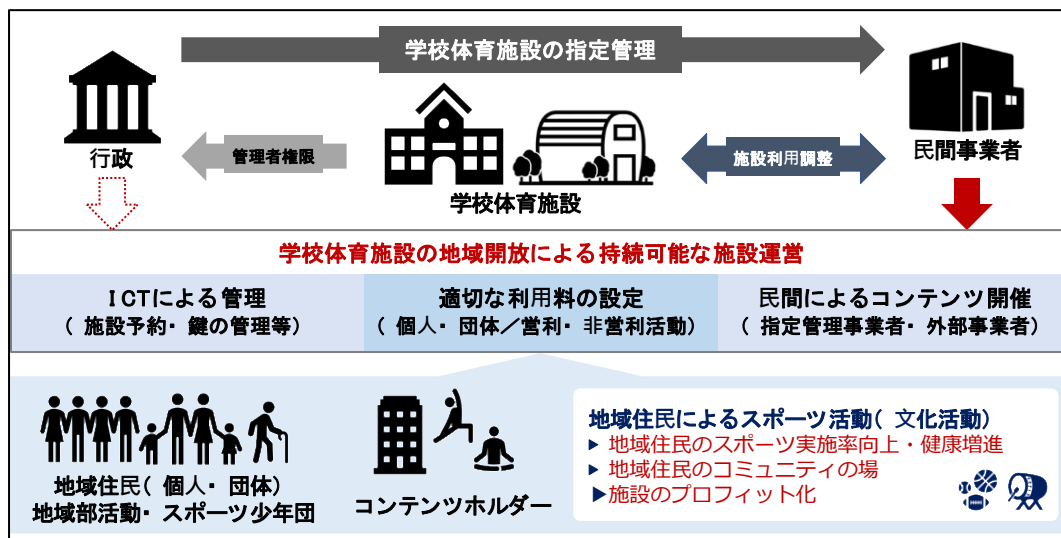 学校体育施設の指定管理
行政
管理者権限
学校体育施設
施設利用調整
民間事業者
学校体育施設の地域開放による持続可能な施設運営
ICTによる管理
(施設予約・鍵の管理等)
適切な利用料の設定
(個人・団体/営利・非営利活動)
民間によるコンテンツ開催
(指定管理事業者・外部事業者)
地域住民(個人・団体)
地域部活動・スポーツ少年団
コンテンツホルダー
地域住民によるスポーツ活動(文化活動)
▶ 地域住民のスポーツ実施率向上・健康増進
▶ 地域住民のコミュニティの場
▶施設のプロフィット化